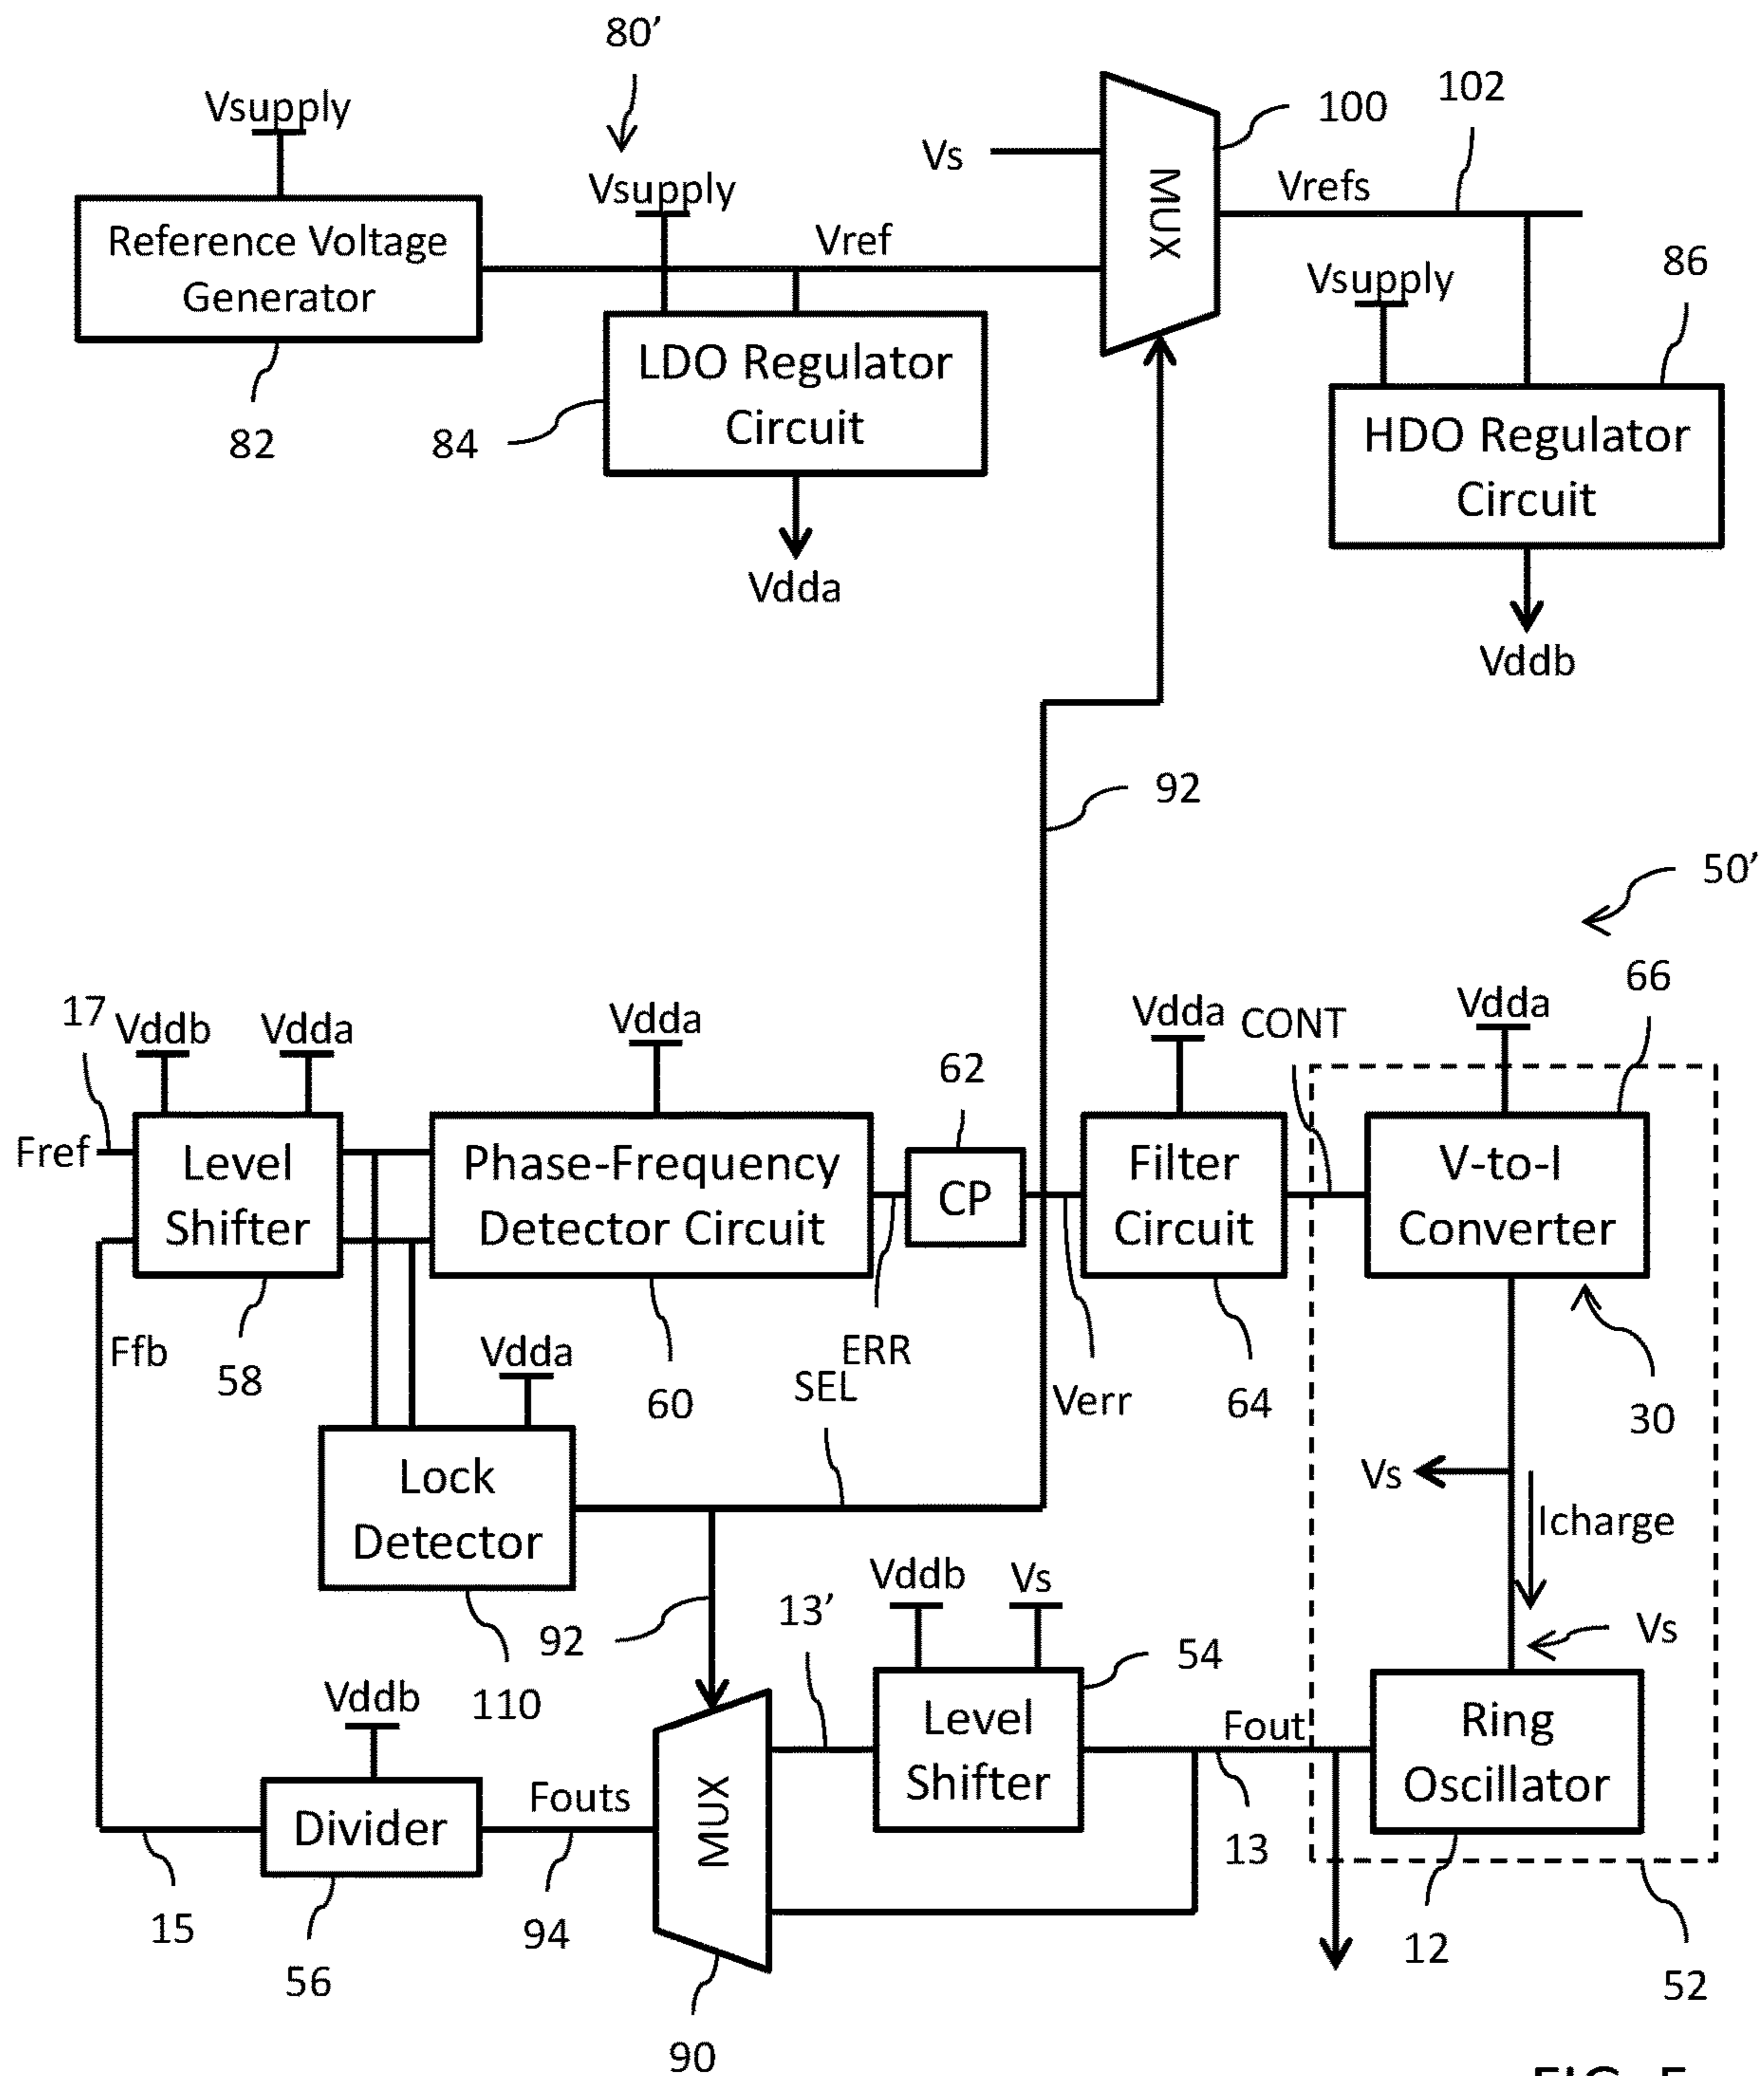 80’
Vsupply
Reference Voltage
Generator
82
Vsupply
Vref
LDO Regulator
Circuit
84
Vdda
Vs
MUX
100
102
Vrefs
Vsupply
86
HDO Regulator
Circuit
Vddb
92
50’
17
Vddb
Vdda
Fref
Level
Shifter
58
Ffb
Vdda
Phase-Frequency
Detector Circuit
60
62
CP
ERR
Verr
Vdda
Filter
Circuit
64
CONT
Vdda
66
V-to-I
Converter
30
Vdda
SEL
Lock
Detector
110
92
Vs
Icharge
Vs
Vddb
Divider
56
15
Fouts
94
MUX
90
13’
Vddb
Vs
54
Level
Shifter
Fout
13
Ring
Oscillator
12
52
FIG. 5